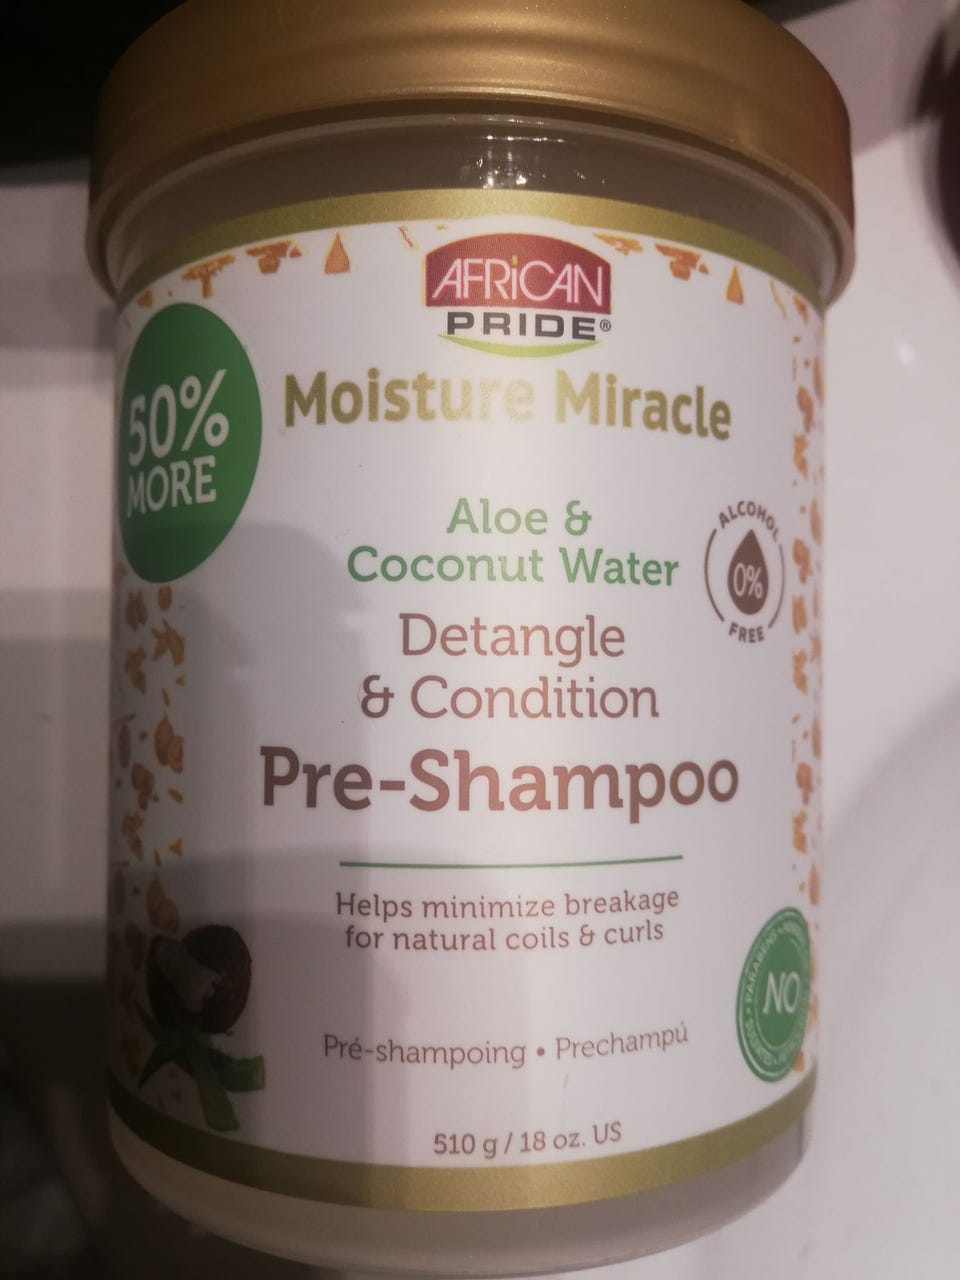 AFRiCAN
PRIDE®
Moisture Miracle
50%
MORE
Aloe &
Coconut Water
ALCOHOL
0%
FREE
Detangle
& Condition
Pre-Shampoo
Helps minimize breakage
for natural coils & curls
PARABENS
NO
Pré-shampoing • Prechampú
510 g / 18 oz. US